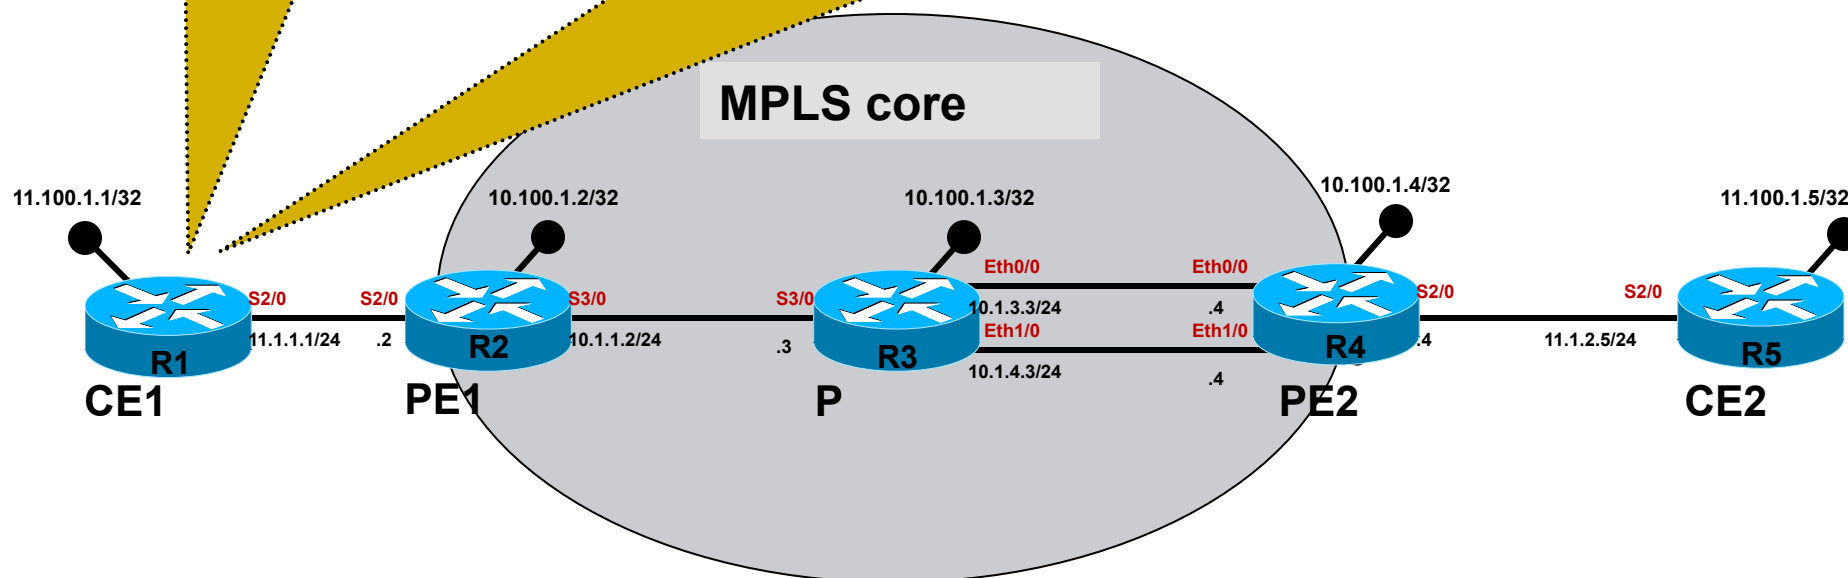 MPLS core
11.100.1.1/32
10.100.1.2/32
10.100.1.3/32
10.100.1.4/32
11.100.1.5/32
Eth0/0
Eth0/0
S2/0
S2/0
S3/0
S3/0
S2/0
S2/0
10.1.3.3/24
.4
11.1.1.1/24
.2
10.1.1.2/24
.3
Eth1/0
Eth1/0
.4
11.1.2.5/24
R1
R2
R3
R4
R5
10.1.4.3/24
.4
CE1
PE1
P
PE2
CE2